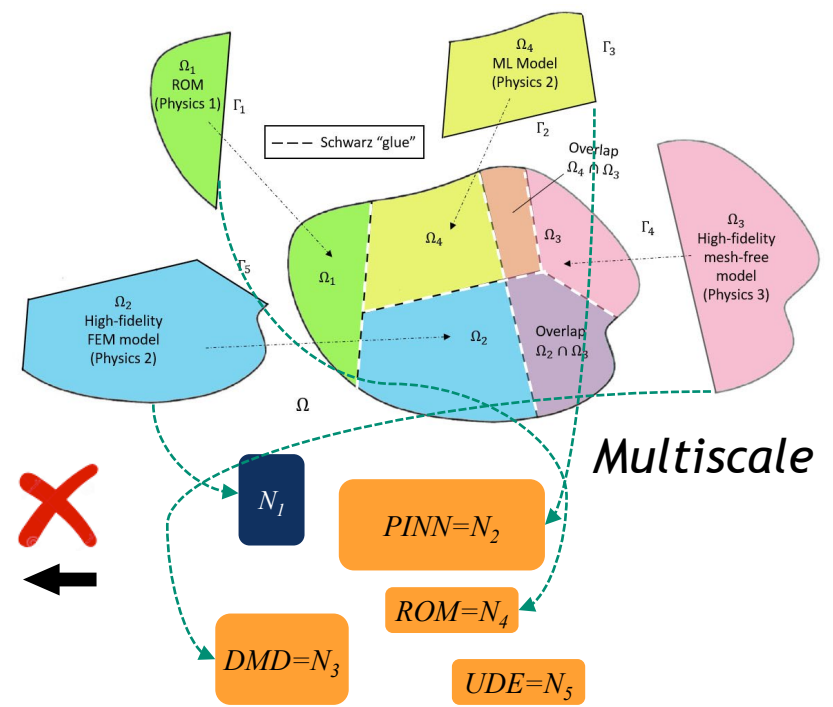 Ω₁
ROM
(Physics 1)
Γ₁
Ω₄
ML Model
(Physics 2)
Γ₃
Γ₂
Schwarz “glue”
Overlap
Ω₄ ∩ Ω₃
Ω₃
High-fidelity
mesh-free
model
(Physics 3)
Γ₄
Γ₅
Ω₂
High-fidelity
FEM model
(Physics 2)
Ω₁
Ω₄
Ω₃
Ω₂
Overlap
Ω₂ ∩ Ω₃
Ω
Multiscale
N₁
PINN=N₂
ROM=N₄
DMD=N₃
UDE=N₅